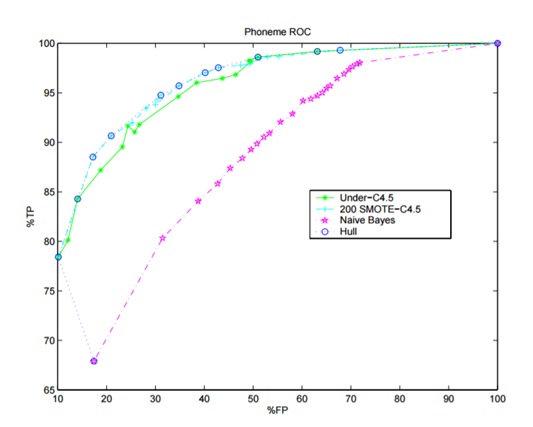 Phoneme ROC
100
95
90
85
80
75
70
65
%TP
10 20 30 40 50 60 70 80 90 100
%FP
Under-C4.5
200 SMOTE-C4.5
Naive Bayes
Hull